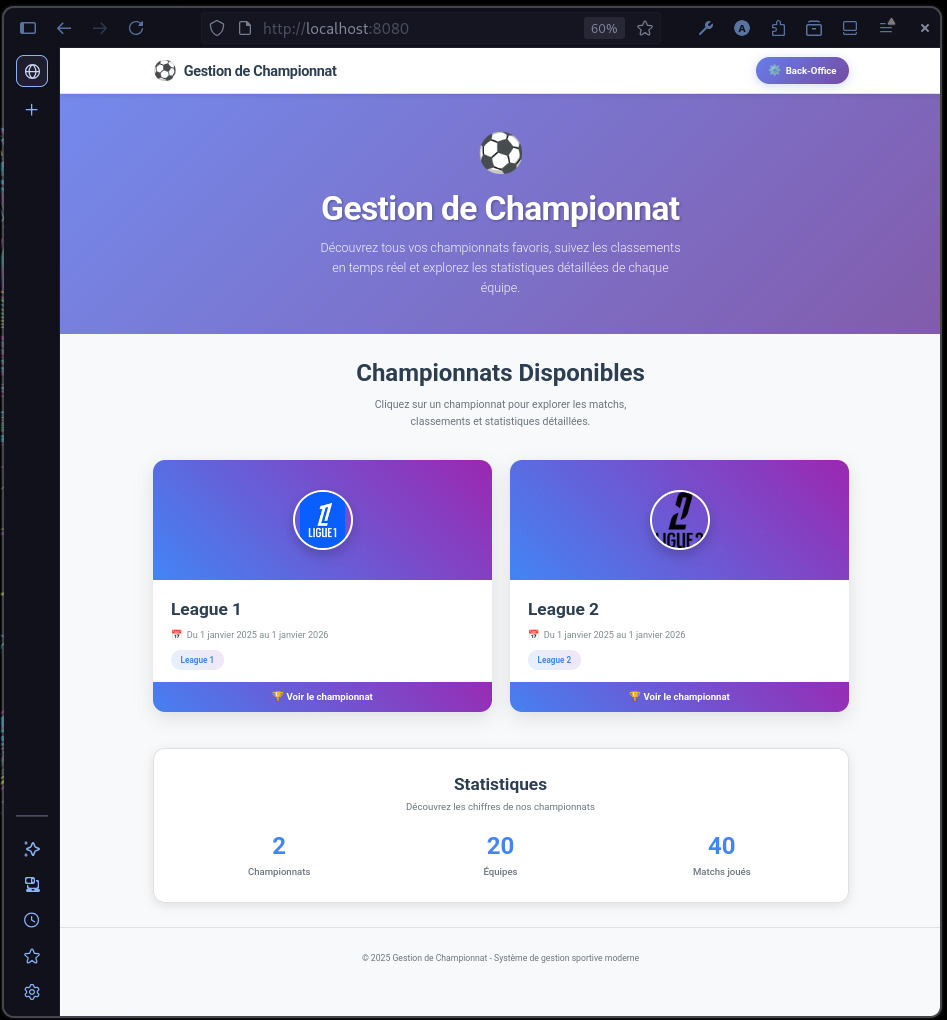 http://localhost:8080
60%
A
Gestion de Championnat
Back-Office
Gestion de Championnat
Découvrez tous vos championnats favoris, suivez les classements
en temps réel et explorez les statistiques détaillées de chaque
équipe.
Championnats Disponibles
Cliquez sur un championnat pour explorer les matchs,
classements et statistiques détaillées.
LIGUE 1
LIGUE 2
League 1
Du 1 janvier 2025 au 1 janvier 2026
League 1
Voir le championnat
League 2
Du 1 janvier 2025 au 1 janvier 2026
League 2
Voir le championnat
Statistiques
Découvrez les chiffres de nos championnats
2
Championnats
20
Équipes
40
Matchs joués
© 2025 Gestion de Championnat - Système de gestion sportive moderne